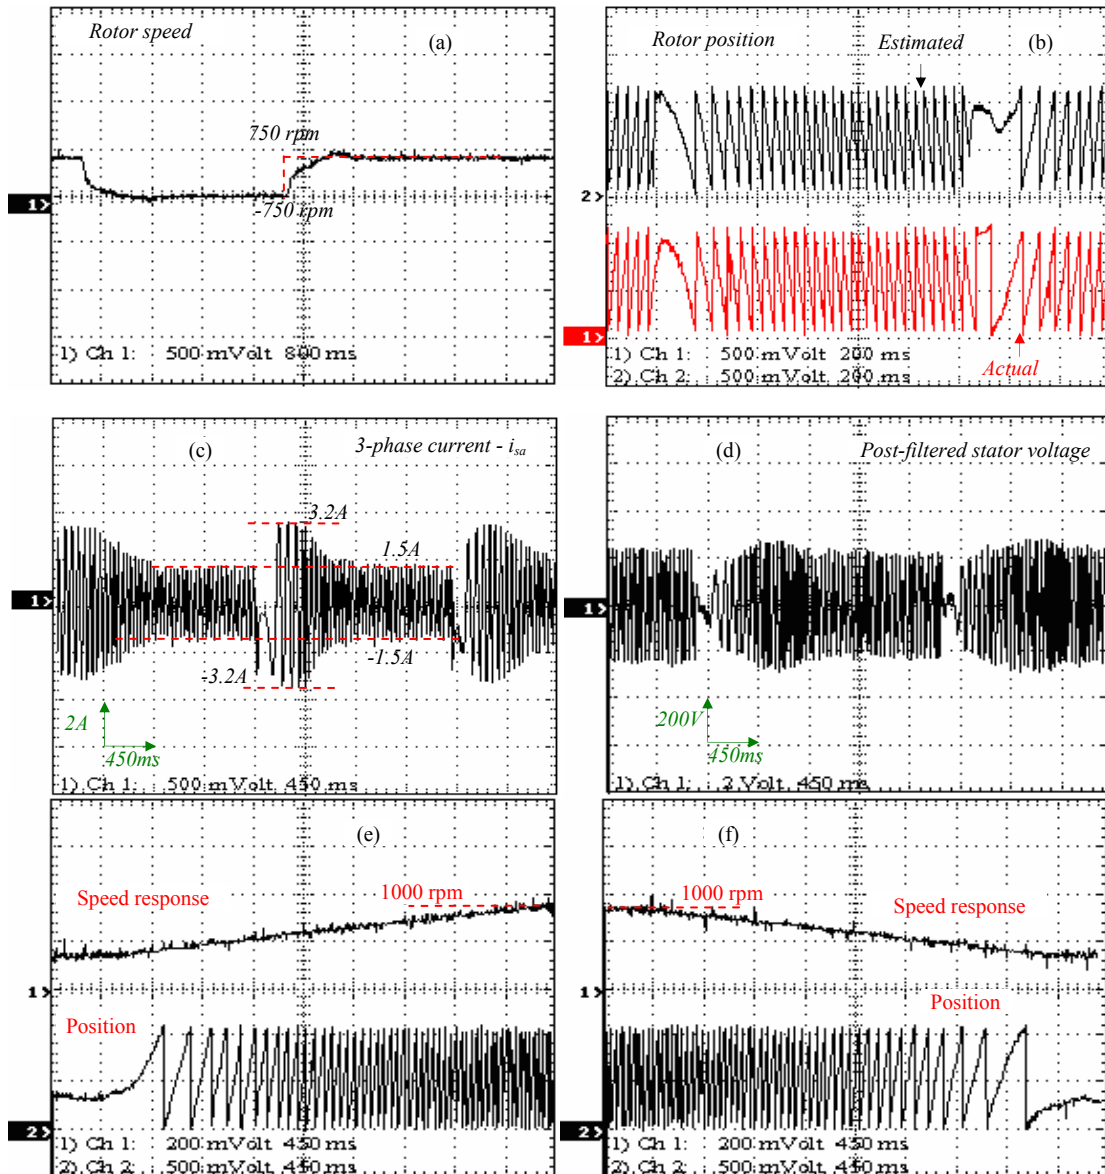 Rotor speed
(a)
750 rpm
-750 rpm
1
1) Ch 1: 500 mVolt 800 ms
Rotor position
Estimated
(b)
2
1
1) Ch 1: 500 mVolt 200 ms
2) Ch 2: 500 mVolt 200 ms
Actual
(c)
3-phase current - isa
3.2A
1.5A
1
-1.5A
-3.2A
2A
450ms
1) Ch 1: 500 mVolt 450 ms
(d)
Post-filtered stator voltage
1
200V
450ms
1) Ch 1: 2 Volt 450 ms
(e)
1000 rpm
Speed response
1
Position
2
1) Ch 1: 200 mVolt 450 ms
2) Ch 2: 500 mVolt 450 ms
(f)
1000 rpm
Speed response
1
Position
2
1) Ch 1: 200 mVolt 450 ms
2) Ch 2: 500 mVolt 450 ms